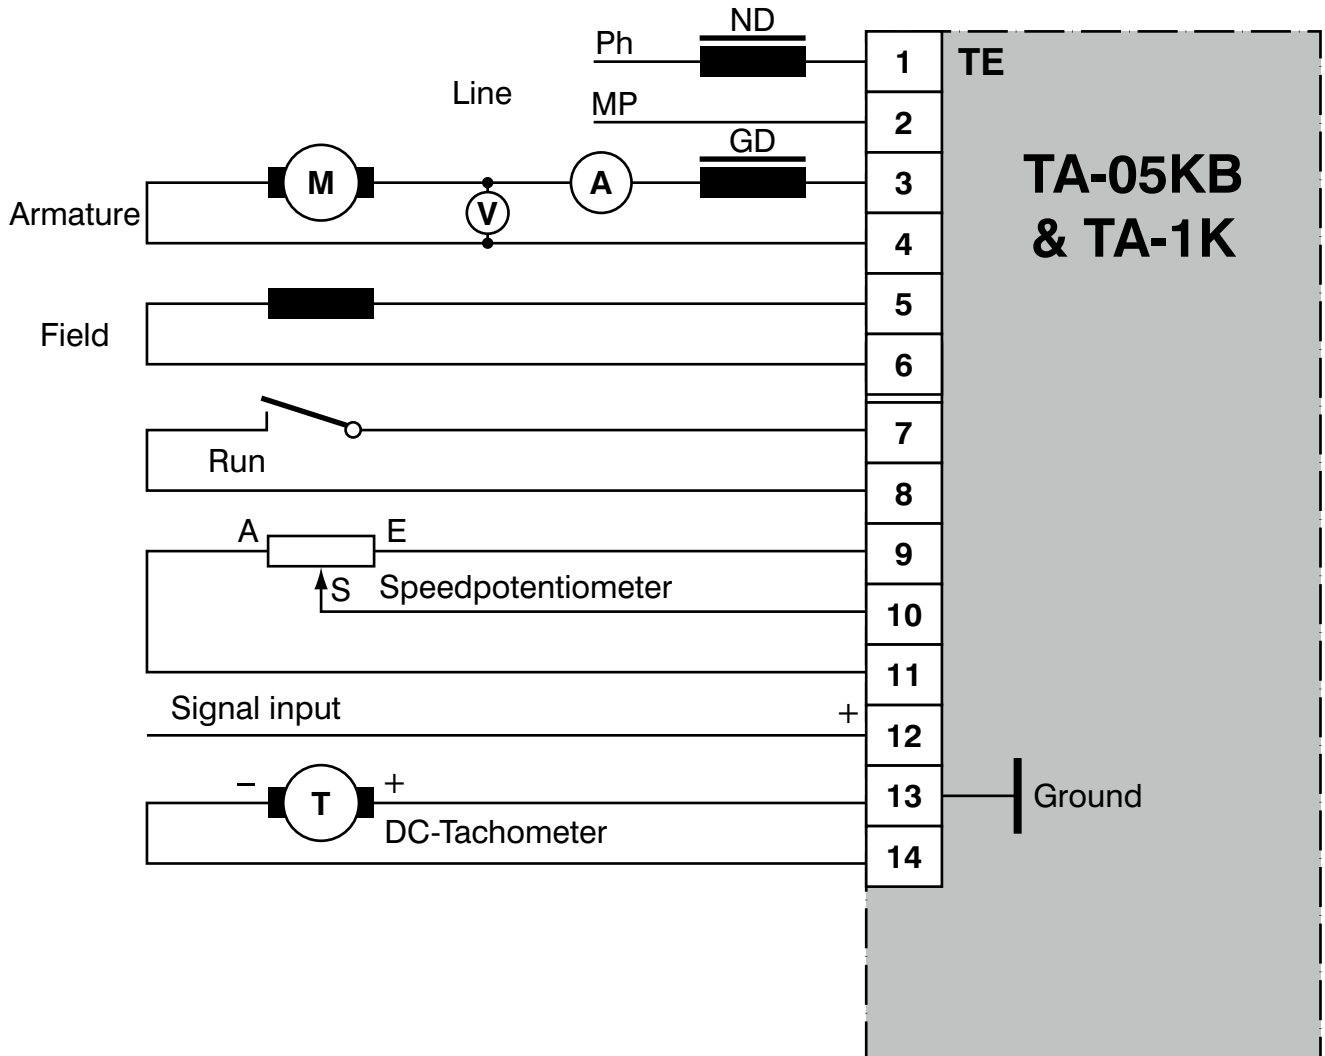 ND
Ph
1
TE
Line
MP
2
GD
TA-05KB
& TA-1K
M
A
3
V
Armature
4
5
Field
6
7
Run
8
A
E
9
S
Speedpotentiometer
10
11
Signal input
+
12
−
+
T
13
Ground
DC-Tachometer
14